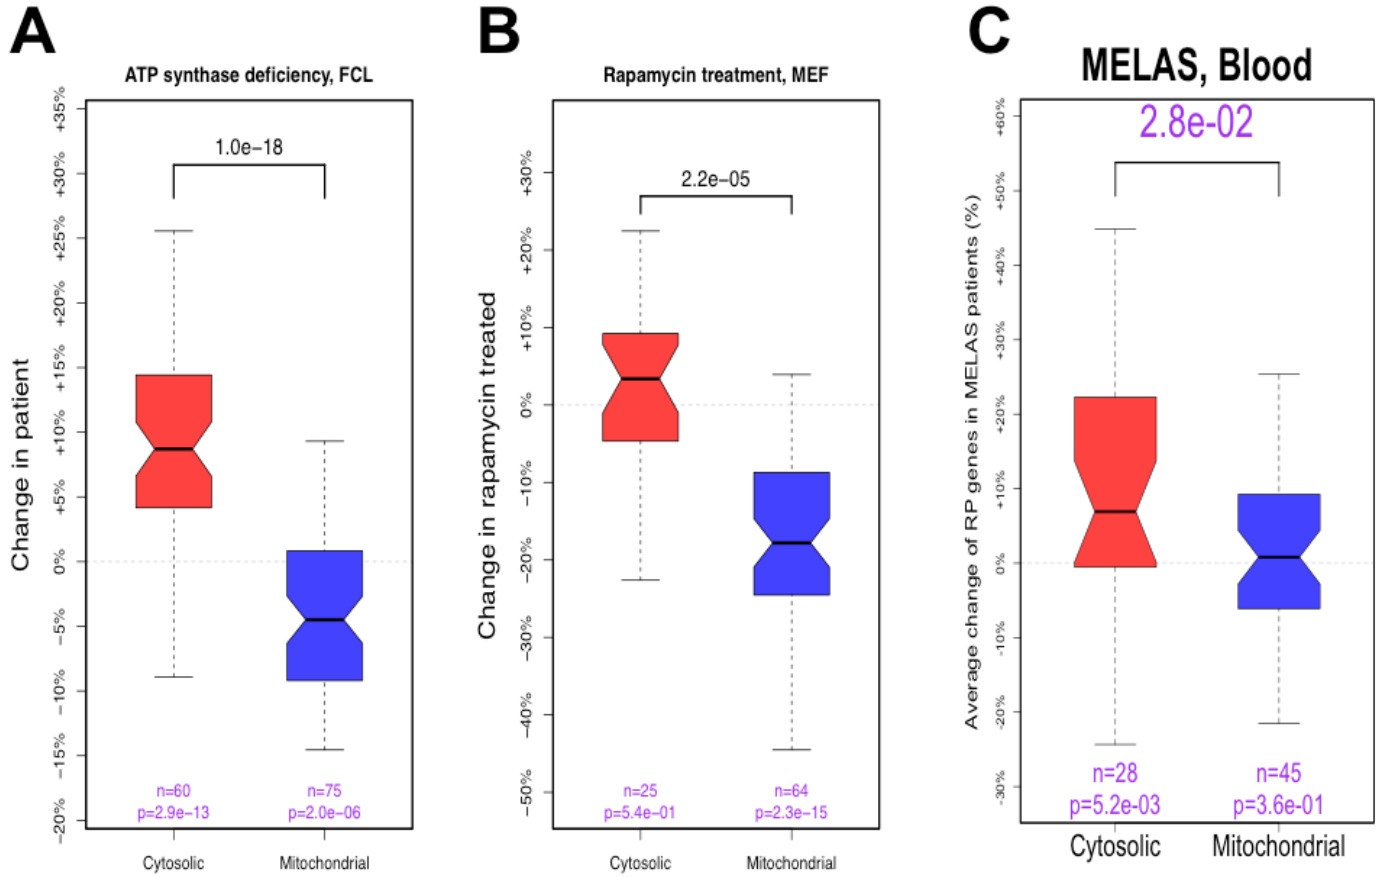 A
ATP synthase deficiency, FCL
Change in patient
+35%
+30%
+25%
+20%
+15%
+10%
+5%
0%
−5%
−10%
−15%
−20%
1.0e−18
n=60
p=2.9e−13
n=75
p=2.0e−06
Cytosolic
Mitochondrial
B
Rapamycin treatment, MEF
Change in rapamycin treated
+30%
+20%
+10%
0%
−10%
−20%
−30%
−40%
−50%
2.2e−05
n=25
p=5.4e−01
n=64
p=2.3e−15
Cytosolic
Mitochondrial
C
MELAS, Blood
Average change of RP genes in MELAS patients (%)
+60%
+50%
+40%
+30%
+20%
+10%
0%
-10%
-20%
-30%
2.8e-02
n=28
p=5.2e-03
n=45
p=3.6e-01
Cytosolic
Mitochondrial